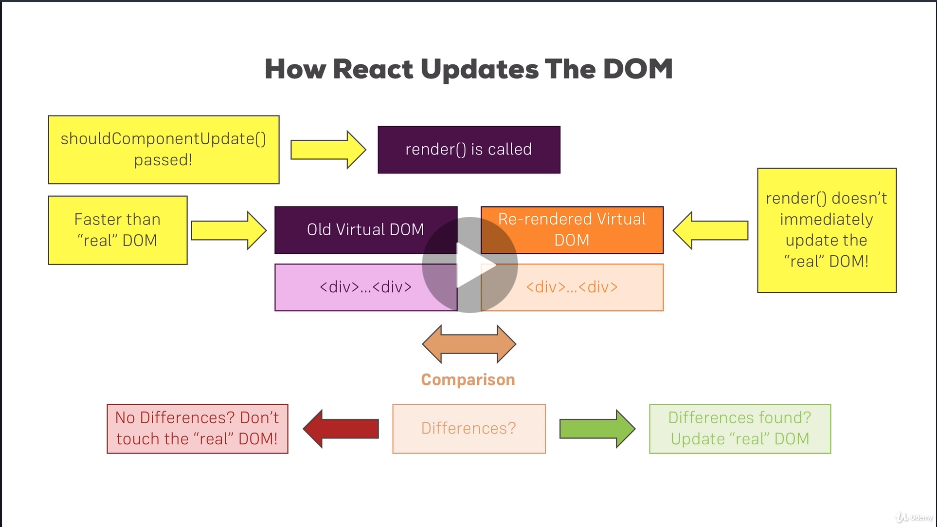 How React Updates The DOM
shouldComponentUpdate()
passed!
render() is called
Faster than
“real” DOM
Old Virtual DOM
Re-rendered Virtual
DOM
render() doesn’t
immediately
update the
“real” DOM!
<div>...<div>
<div>...<div>
Comparison
No Differences? Don’t
touch the “real” DOM!
Differences?
Differences found?
Update “real” DOM
Udemy